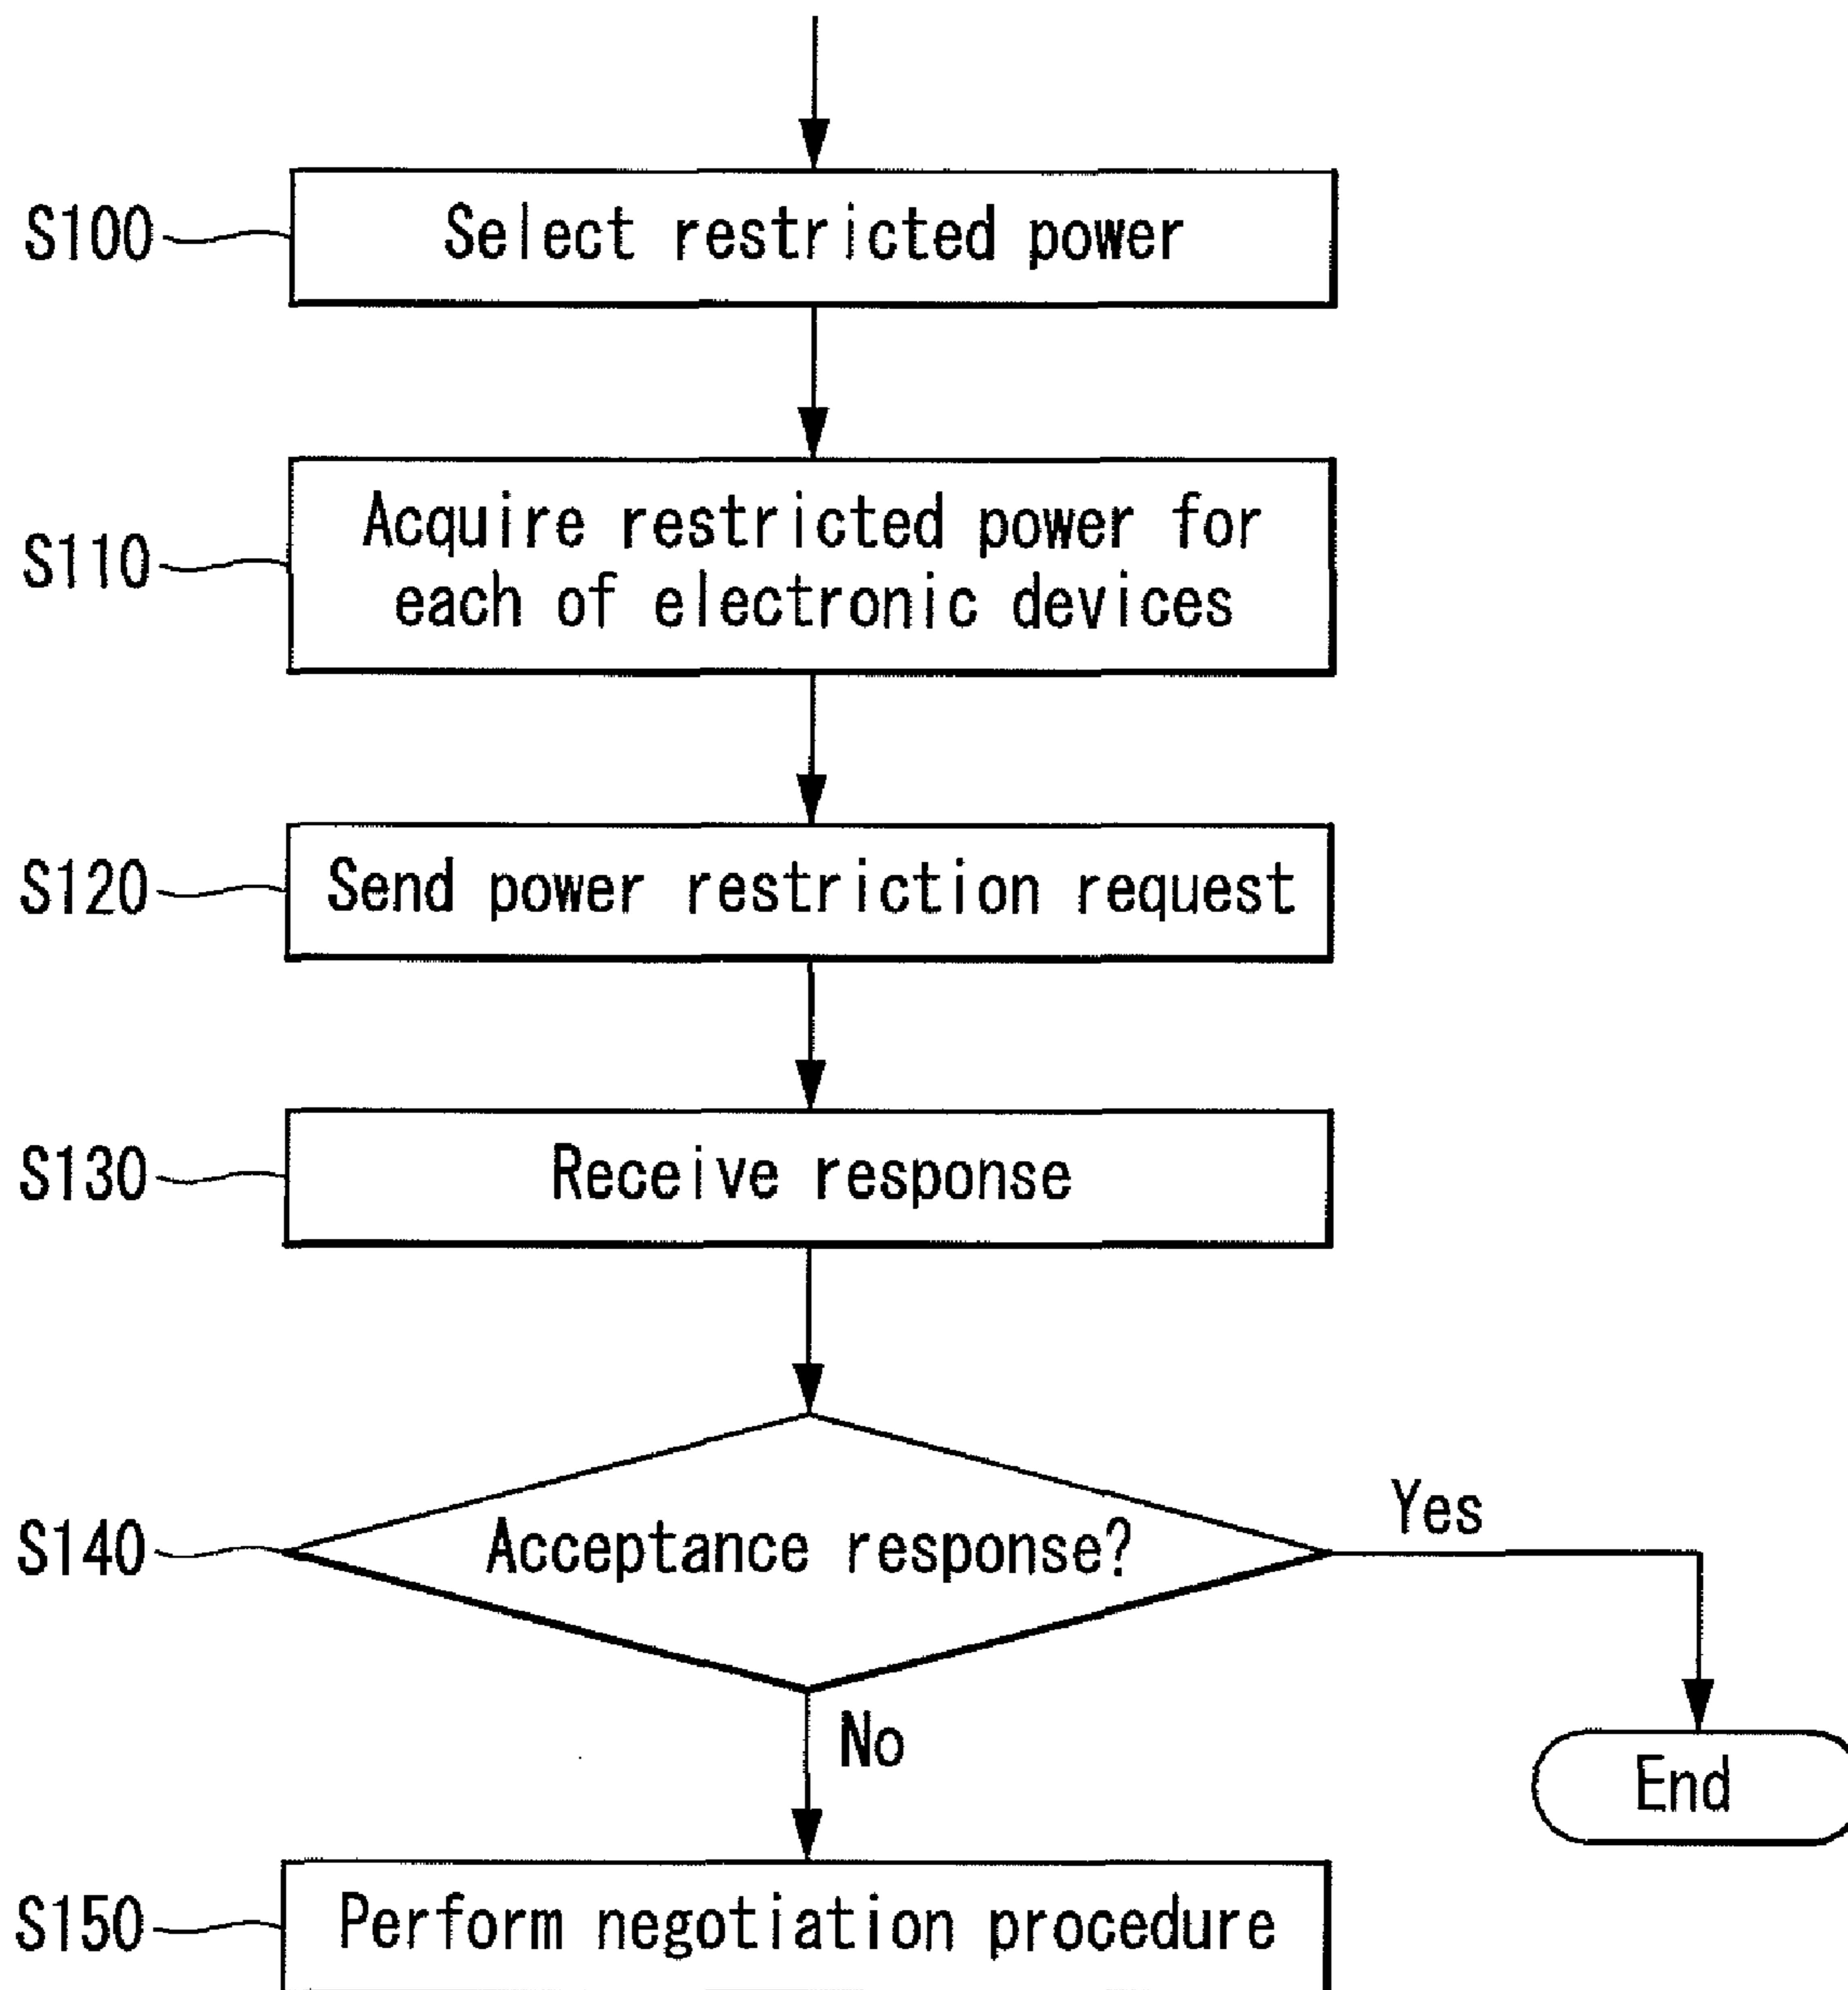 S100
Select restricted power
S110
Acquire restricted power for
each of electronic devices
S120
Send power restriction request
S130
Receive response
S140
Acceptance response?
Yes
No
End
S150
Perform negotiation procedure